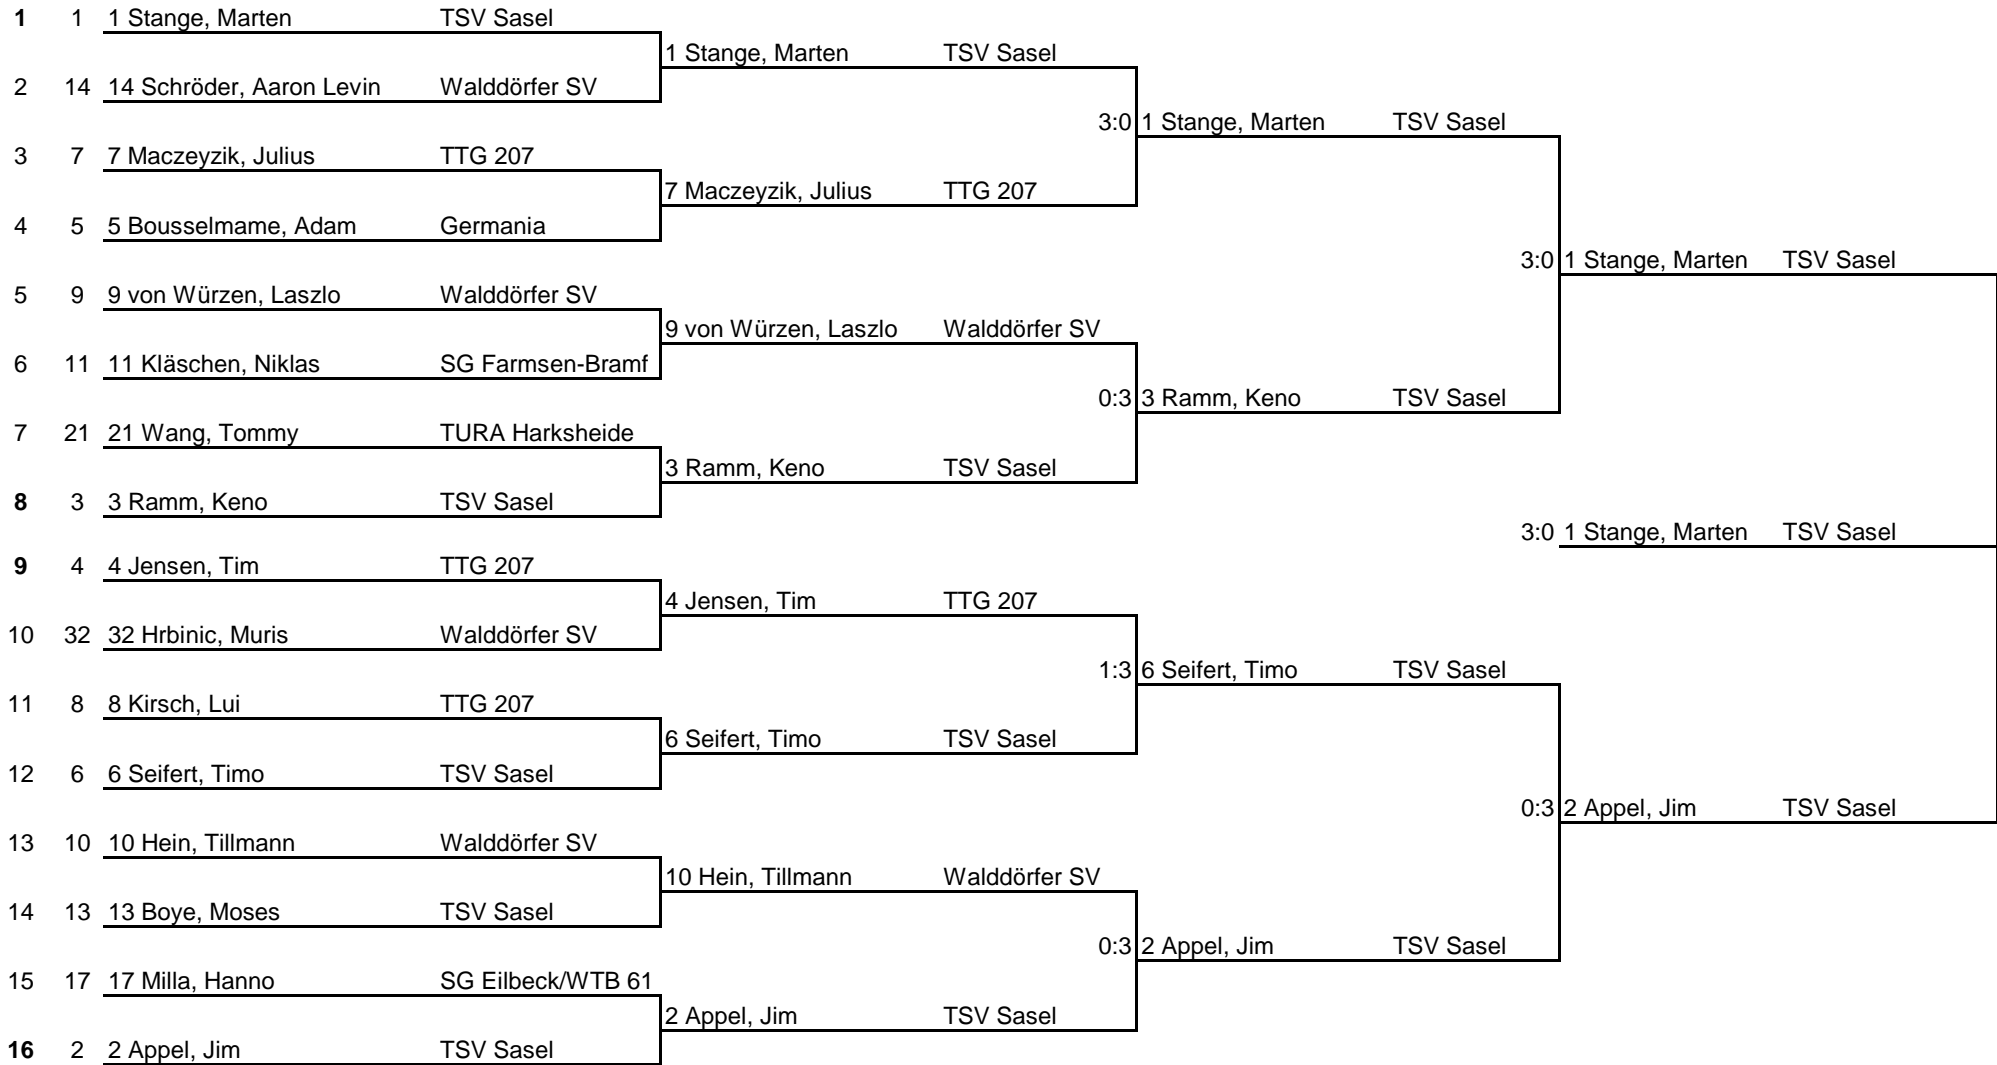 1 1 1 Stange, Marten TSV Sasel
1 Stange, Marten TSV Sasel
2 14 14 Schröder, Aaron Levin Walddörfer SV
3:0 1 Stange, Marten TSV Sasel
3 7 7 Maczeyzik, Julius TTG 207
7 Maczeyzik, Julius TTG 207
4 5 5 Bousselmame, Adam Germania
3:0 1 Stange, Marten TSV Sasel
5 9 9 von Würzen, Laszlo Walddörfer SV
9 von Würzen, Laszlo Walddörfer SV
6 11 11 Kläschen, Niklas SG Farmsen-Bramf
0:3 3 Ramm, Keno TSV Sasel
7 21 21 Wang, Tommy TURA Harksheide
3 Ramm, Keno TSV Sasel
8 3 3 Ramm, Keno TSV Sasel
3:0 1 Stange, Marten TSV Sasel
9 4 4 Jensen, Tim TTG 207
4 Jensen, Tim TTG 207
10 32 32 Hrbinic, Muris Walddörfer SV
1:3 6 Seifert, Timo TSV Sasel
11 8 8 Kirsch, Lui TTG 207
6 Seifert, Timo TSV Sasel
12 6 6 Seifert, Timo TSV Sasel
0:3 2 Appel, Jim TSV Sasel
13 10 10 Hein, Tillmann Walddörfer SV
10 Hein, Tillmann Walddörfer SV
14 13 13 Boye, Moses TSV Sasel
0:3 2 Appel, Jim TSV Sasel
15 17 17 Milla, Hanno SG Eilbeck/WTB 61
2 Appel, Jim TSV Sasel
16 2 2 Appel, Jim TSV Sasel